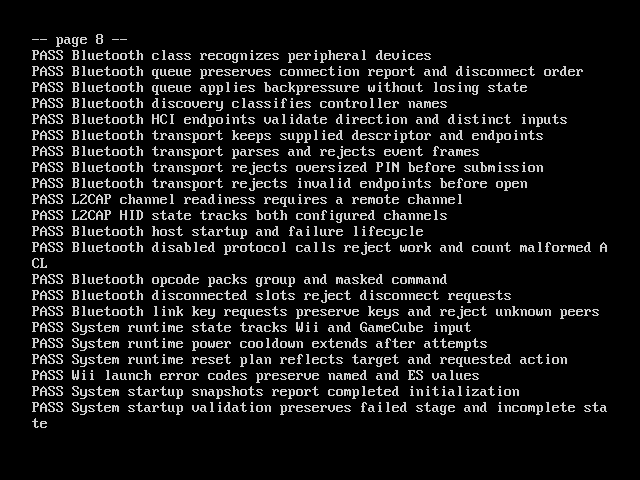 -- page 8 --
PASS Bluetooth class recognizes peripheral devices
PASS Bluetooth queue preserves connection report and disconnect order
PASS Bluetooth queue applies backpressure without losing state
PASS Bluetooth discovery classifies controller names
PASS Bluetooth HCI endpoints validate direction and distinct inputs
PASS Bluetooth transport keeps supplied descriptor and endpoints
PASS Bluetooth transport parses and rejects event frames
PASS Bluetooth transport rejects oversized PIN before submission
PASS Bluetooth transport rejects invalid endpoints before open
PASS L2CAP channel readiness requires a remote channel
PASS L2CAP HID state tracks both configured channels
PASS Bluetooth host startup and failure lifecycle
PASS Bluetooth disabled protocol calls reject work and count malformed A
CL
PASS Bluetooth opcode packs group and masked command
PASS Bluetooth disconnected slots reject disconnect requests
PASS Bluetooth link key requests preserve keys and reject unknown peers
PASS System runtime state tracks Wii and GameCube input
PASS System runtime power cooldown extends after attempts
PASS System runtime reset plan reflects target and requested action
PASS Wii launch error codes preserve named and ES values
PASS System startup snapshots report completed initialization
PASS System startup validation preserves failed stage and incomplete sta
te